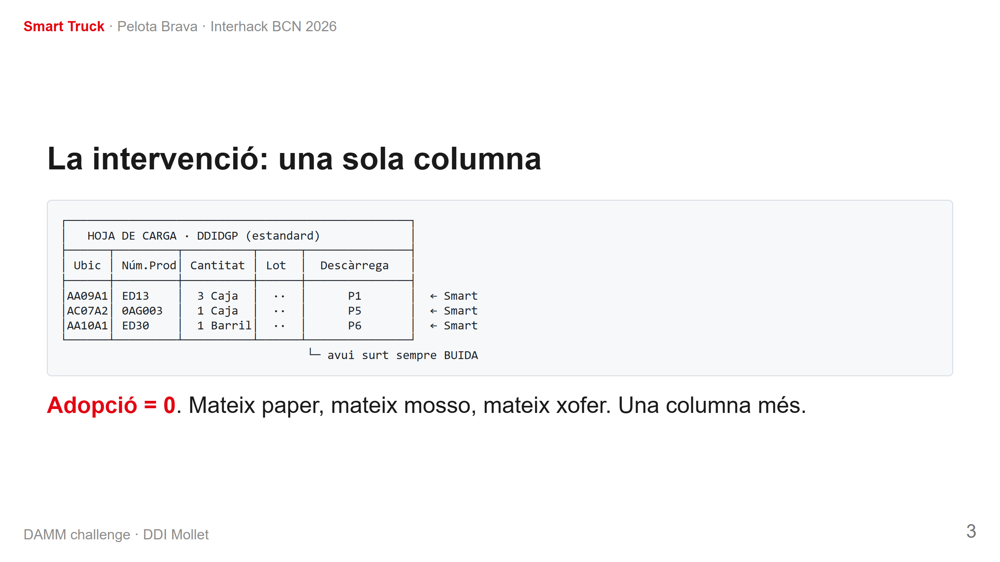 Smart Truck · Pelota Brava · Interhack BCN 2026
La intervenció: una sola columna
HOJA DE CARGA · DDIDGP (estandard)
Ubic Núm.Prod Cantitat Lot Descàrrega
AA09A1 ED13 3 Caja ·· P1 ← Smart
AC07A2 0AG003 1 Caja ·· P5 ← Smart
AA10A1 ED30 1 Barril ·· P6 ← Smart
└─ avui surt sempre BUIDA
Adopció = 0. Mateix paper, mateix mosso, mateix xofer. Una columna més.
DAMM challenge · DDI Mollet
3